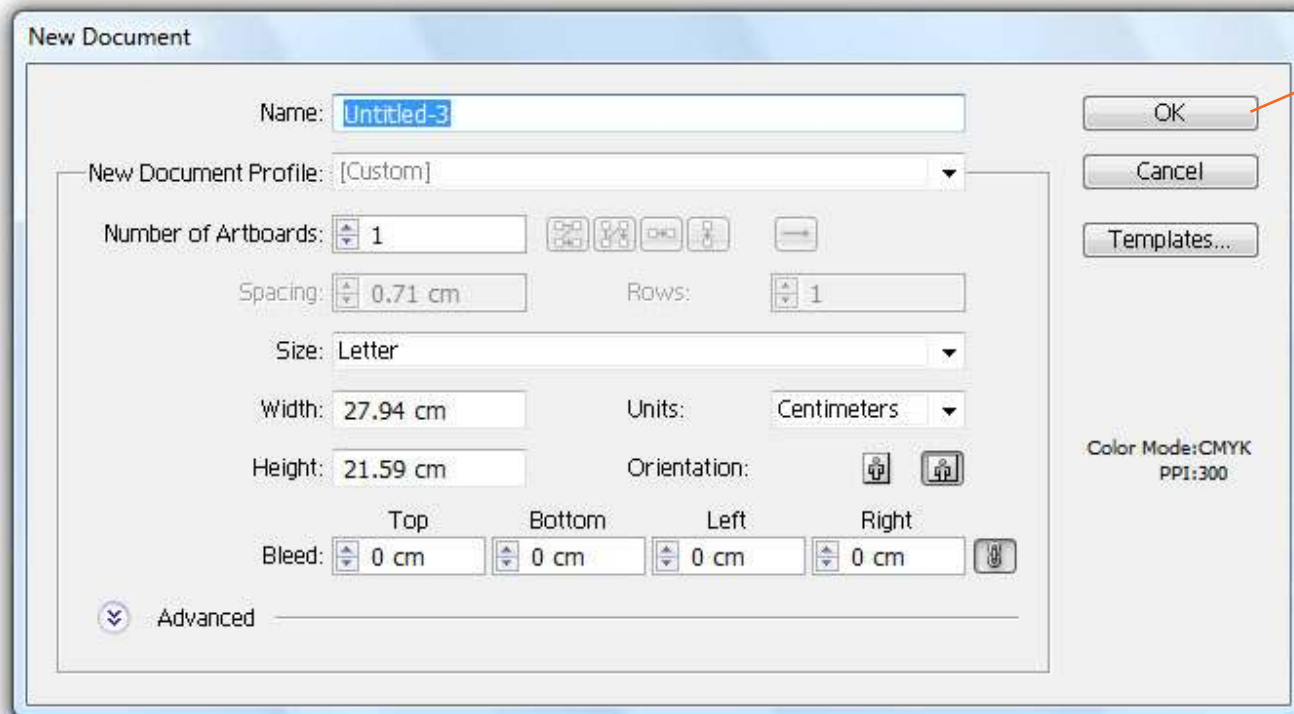 New Document
Name: Untitled-3
OK
New Document Profile: [Custom]
Cancel
Number of Artboards: 1
Templates...
Spacing: 0.71 cm Rows: 1
Size: Letter
Width: 27.94 cm Units: Centimeters
Height: 21.59 cm Orientation:
Color Mode:CMYK
PPI:300
Top Bottom Left Right
Bleed: 0 cm 0 cm 0 cm 0 cm
Advanced